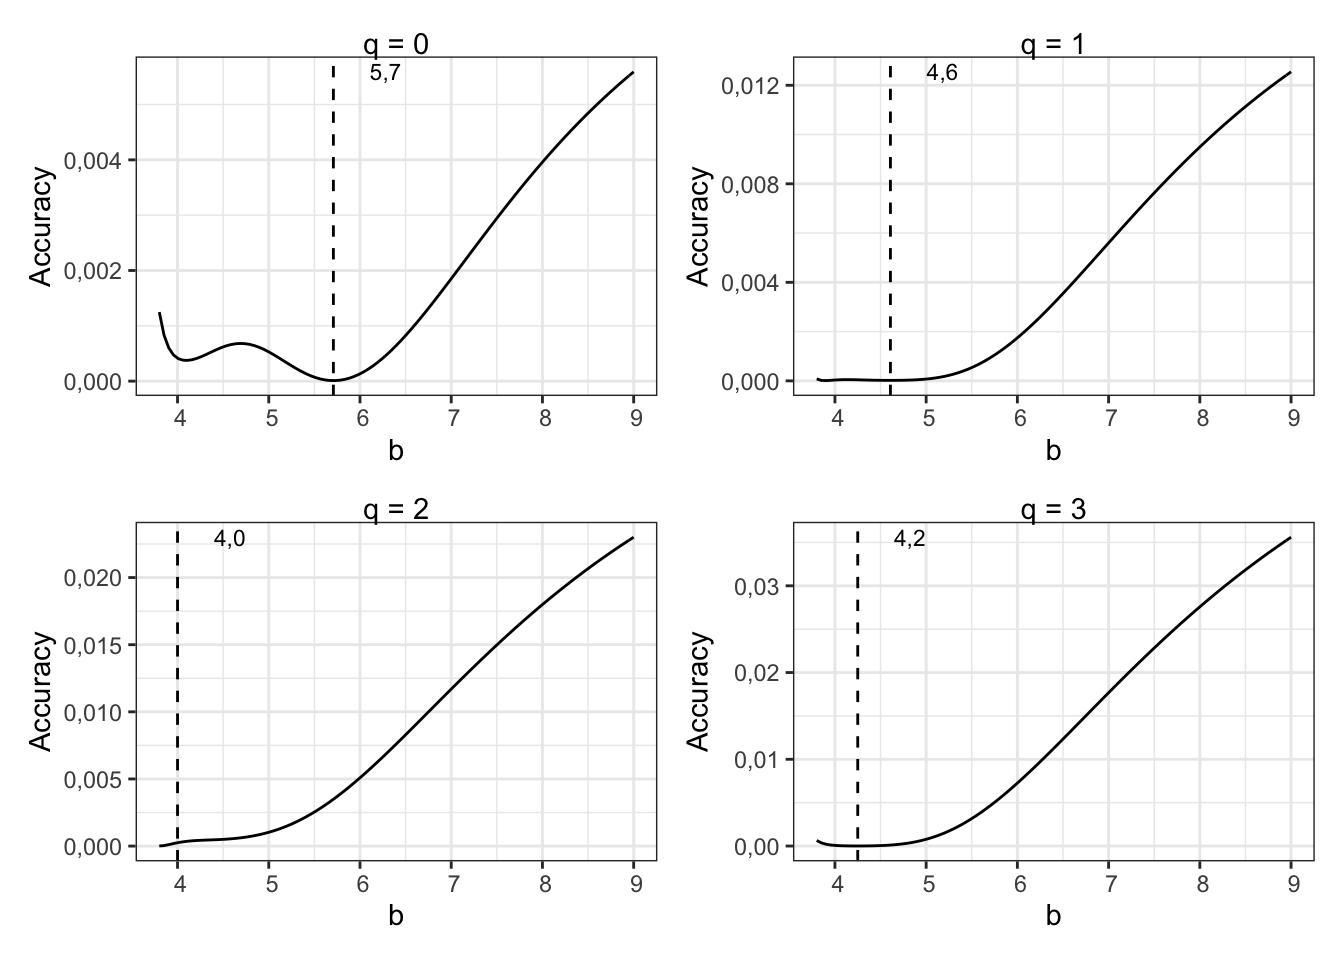 q = 0
5,7
Accuracy
0,004
0,002
0,000
4 5 6 7 8 9
b
q = 1
4,6
Accuracy
0,012
0,008
0,004
0,000
4 5 6 7 8 9
b
q = 2
4,0
Accuracy
0,020
0,015
0,010
0,005
0,000
4 5 6 7 8 9
b
q = 3
4,2
Accuracy
0,03
0,02
0,01
0,00
4 5 6 7 8 9
b